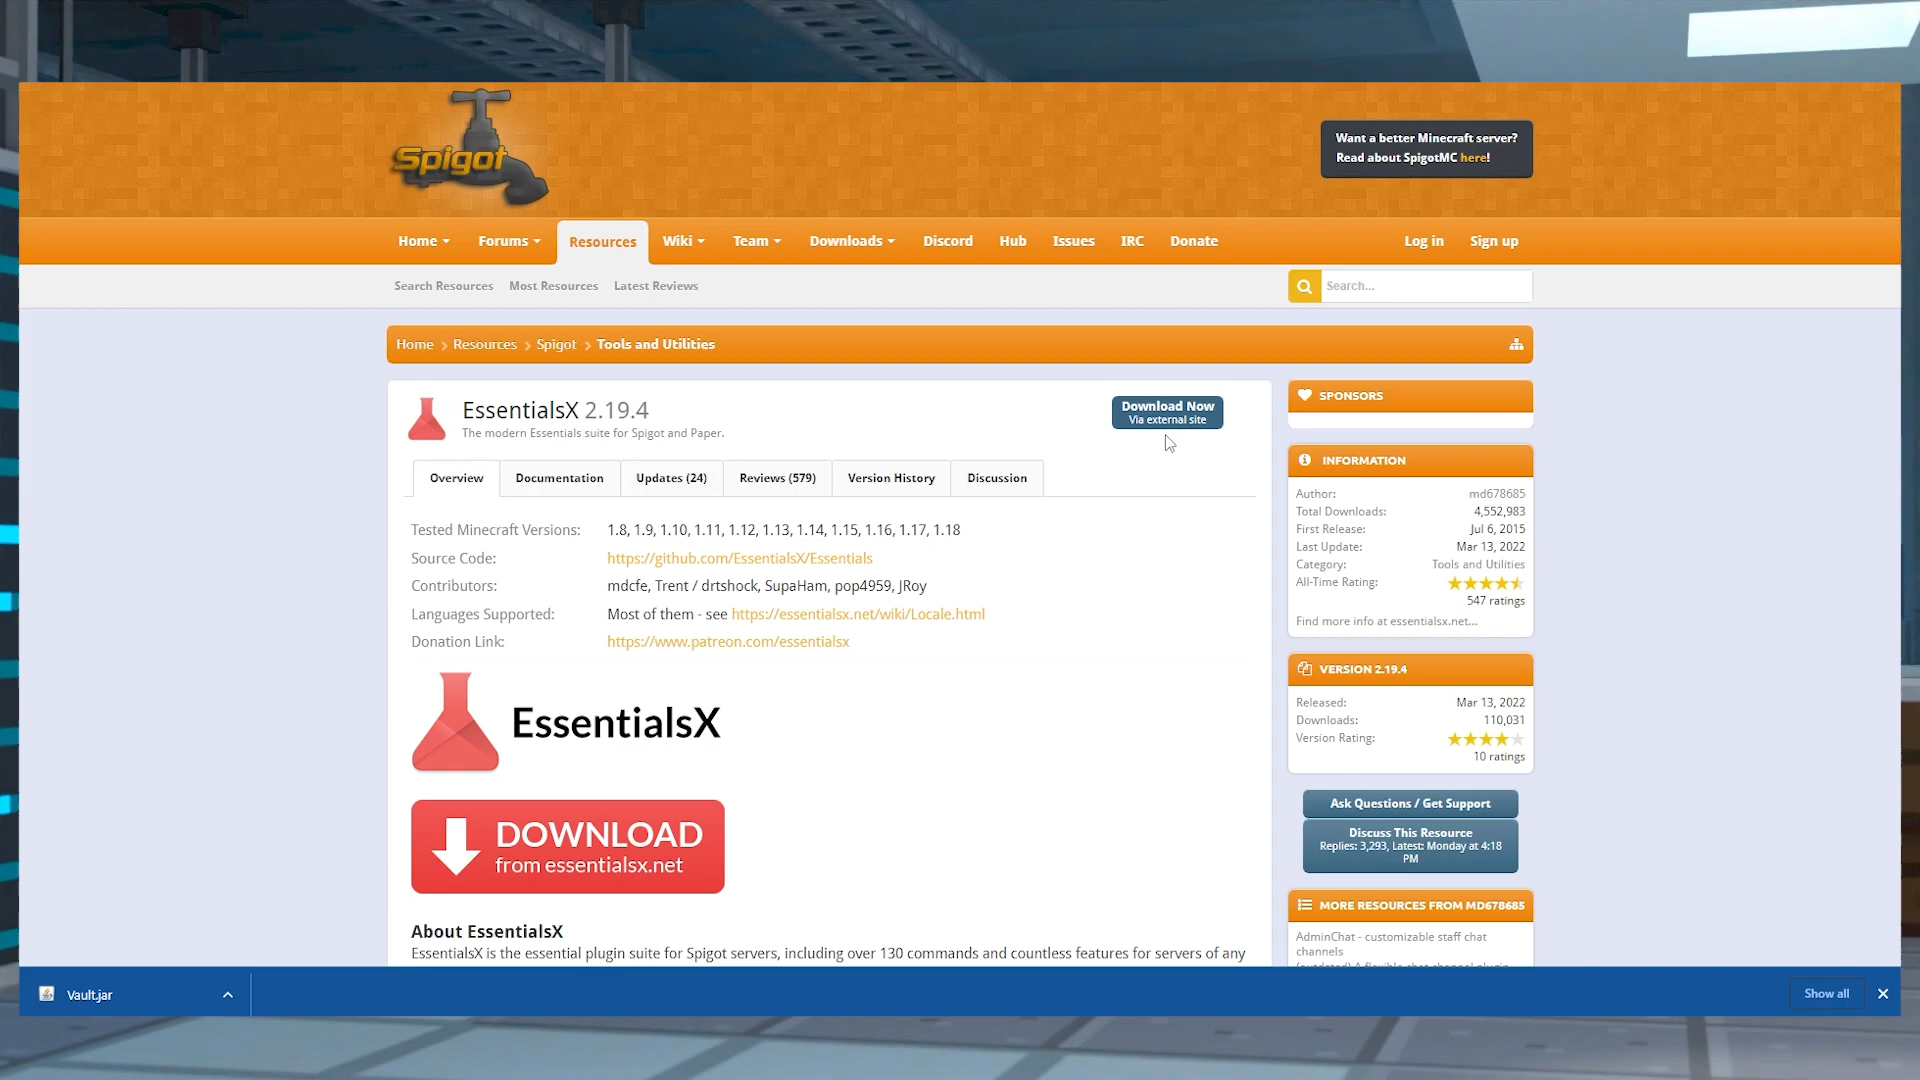 Spigot
Want a better Minecraft server?
Read about SpigotMC here!
Home Forums Resources Wiki Team Downloads Discord Hub Issues IRC Donate Log in Sign up
Search Resources Most Resources Latest Reviews Search...
Home Resources Spigot Tools and Utilities
EssentialsX 2.19.4
The modern Essentials suite for Spigot and Paper.
Download Now
Via external site
Overview Documentation Updates (24) Reviews (579) Version History Discussion
Tested Minecraft Versions: 1.8, 1.9, 1.10, 1.11, 1.12, 1.13, 1.14, 1.15, 1.16, 1.17, 1.18
Source Code: https://github.com/EssentialsX/Essentials
Contributors: mdcfe, Trent / drtshock, SupaHam, pop4959, JRoy
Languages Supported: Most of them - see https://essentialsx.net/wiki/Locale.html
Donation Link: https://www.patreon.com/essentialsx
EssentialsX
DOWNLOAD
from essentialsx.net
About EssentialsX
EssentialsX is the essential plugin suite for Spigot servers, including over 130 commands and countless features for servers of any
SPONSORS
INFORMATION
Author: md678685
Total Downloads: 4,552,983
First Release: Jul 6, 2015
Last Update: Mar 13, 2022
Category: Tools and Utilities
All-Time Rating:
547 ratings
Find more info at essentialsx.net...
VERSION 2.19.4
Released: Mar 13, 2022
Downloads: 110,031
Version Rating:
10 ratings
Ask Questions / Get Support
Discuss This Resource
Replies: 3,293, Latest: Monday at 4:18
PM
MORE RESOURCES FROM MD678685
AdminChat - customizable staff chat
channels
Vault.jar
Show all